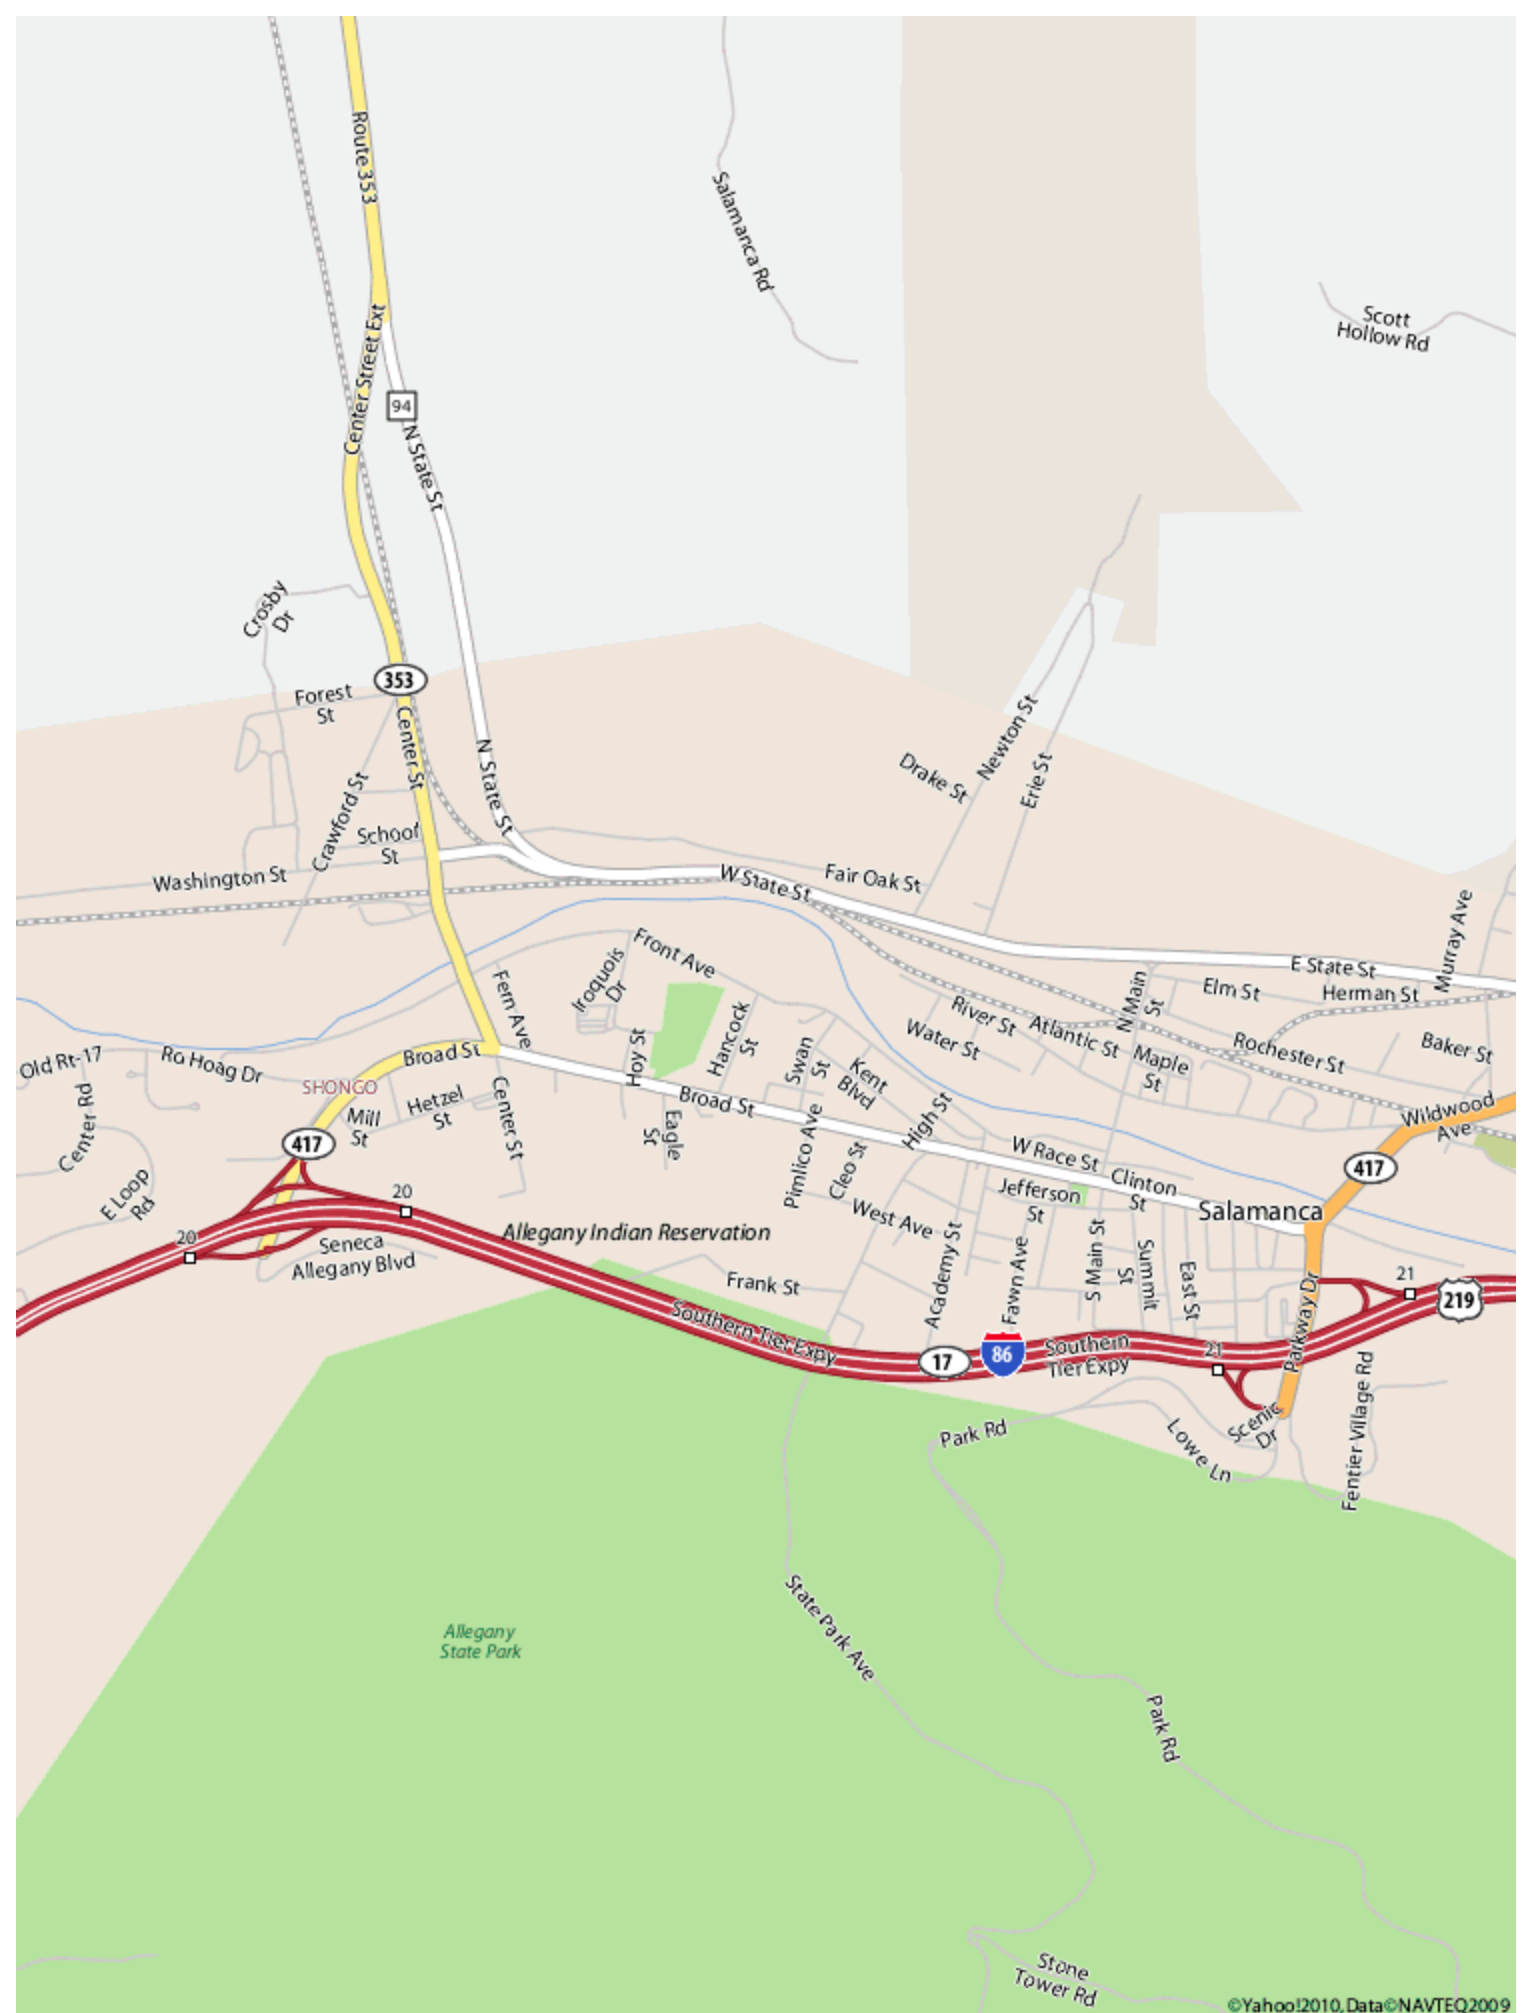 Route 353
Salamanca Rd
Scott
Hollow Rd
Center Street Ext
94
N State St
Crosby
Dr
353
Forest
St
Center St
N State St
Newton St
Drake St
Erie St
Crawford St
School
St
Washington St
W State St
Fair Oak St
Murray Ave
Front Ave
E State St
Elm St
Herman St
Iroquois
Dr
Fern Ave
N Main
St
River St
Atlantic St
Water St
Hancock
St
Rochester St
Baker St
Old Rt-17
Ro Hoag Dr
Broad St
Hoy St
Swan
St
Kent
Blvd
Maple
St
SHONGO
Center Rd
Mill
St
Hetzel
St
Center St
Broad St
Eagle
St
Pimlico Ave
High St
Wildwood
Ave
417
417
W Race St
Clinton
St
Cleo St
E Loop
Rd
20
Jefferson
St
West Ave
Salamanca
20
Allegany Indian Reservation
Seneca
Allegany Blvd
Academy St
Fawn Ave
S Main St
Summit
St
East St
Frank St
21
219
Parkway Dr
Southern Tier Expy
17
86
Southern
Tier Expy
21
Park Rd
Scenic
Dr
Lowe Ln
Fentier Village Rd
State Park Ave
Allegany
State Park
Park Rd
Stone
Tower Rd
©Yahoo!2010, Data©NAVTEQ2009